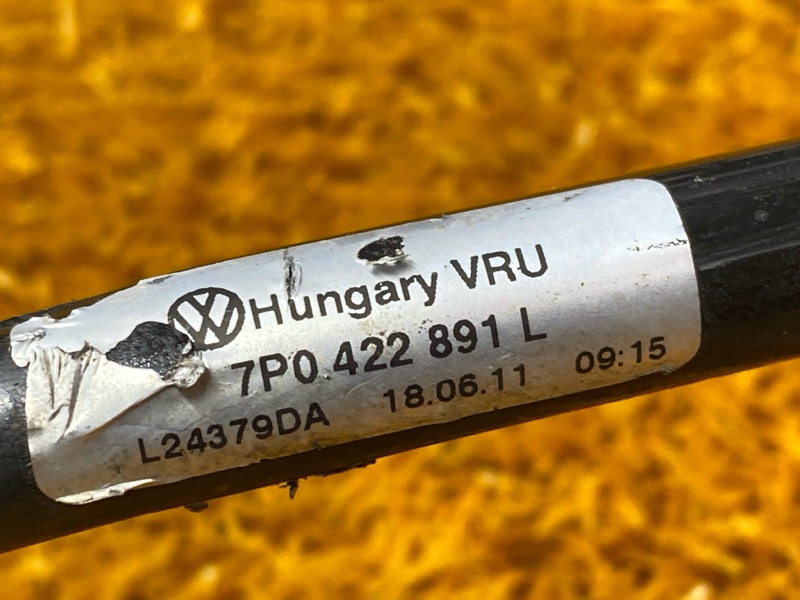 Hungary VRU
7P0 422 891 L
L24379DA 18.06.11 09:15